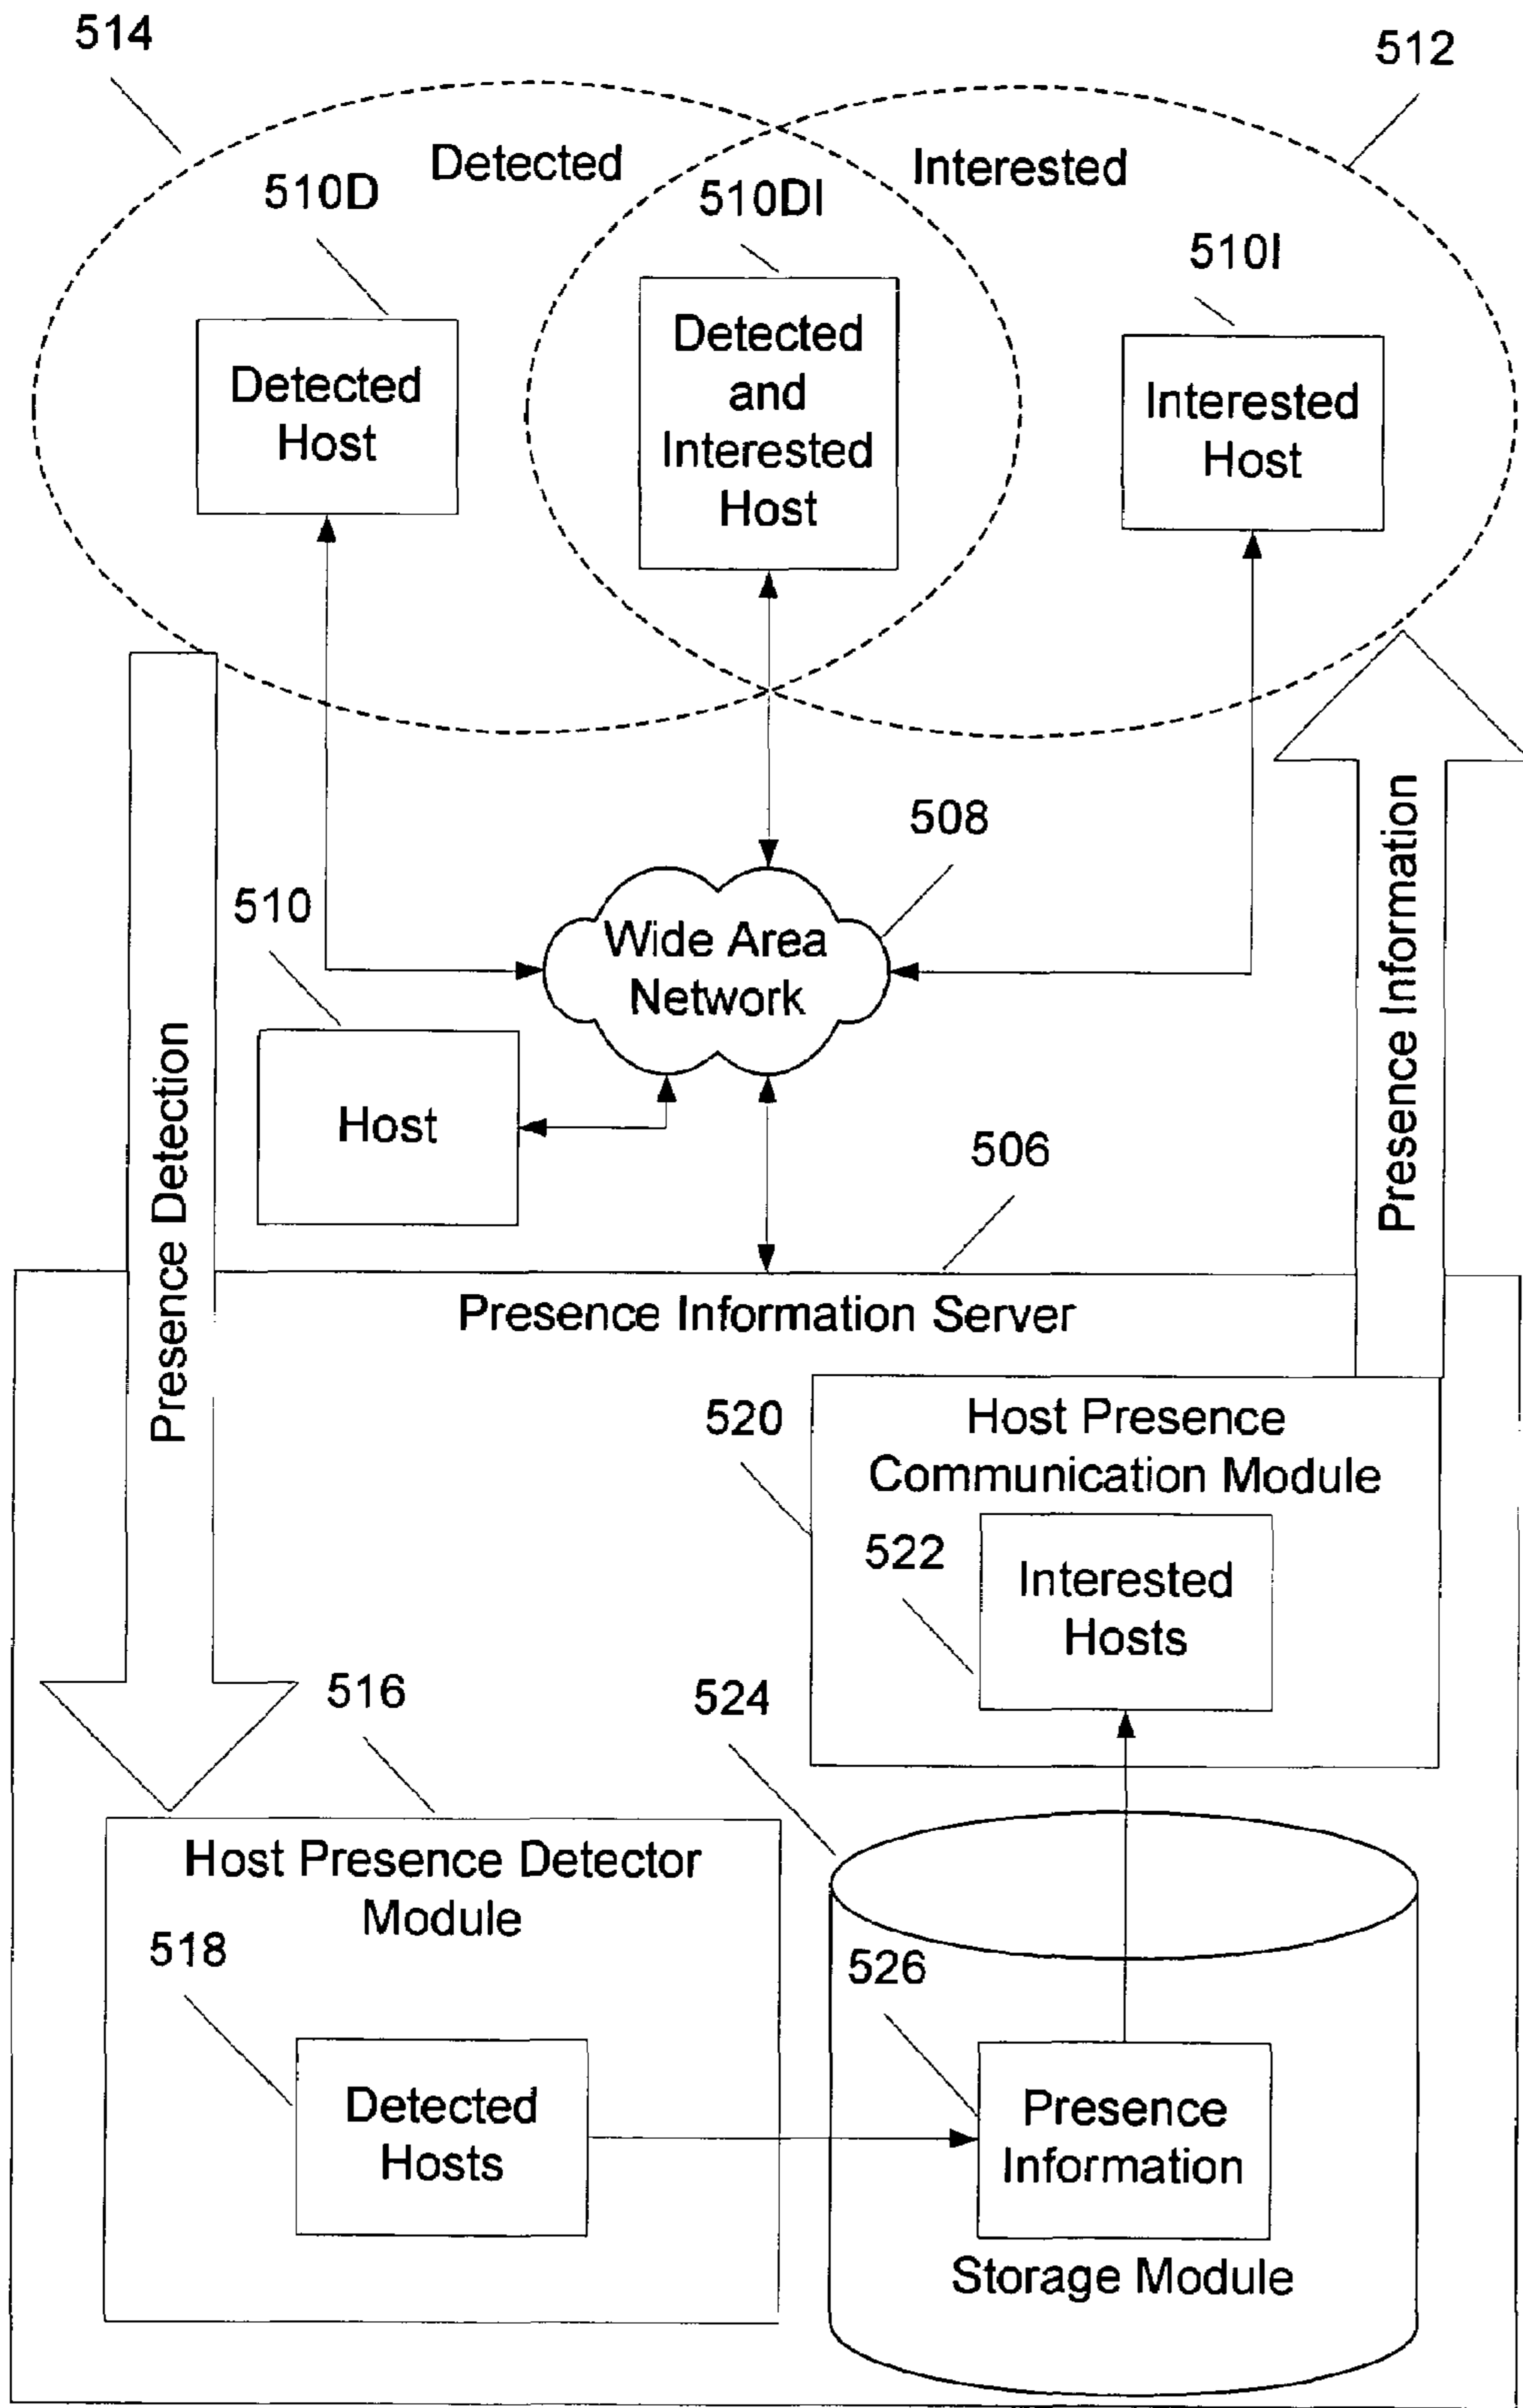 514
512
Detected
Interested
510D
510DI
510I
Detected
Host
Detected
and
Interested
Host
Interested
Host
508
510
Wide Area
Network
Host
Presence Detection
Presence Information
506
Presence Information Server
520
Host Presence
Communication Module
522
Interested
Hosts
516
524
Host Presence Detector
Module
518
526
Detected
Hosts
Presence
Information
Storage Module